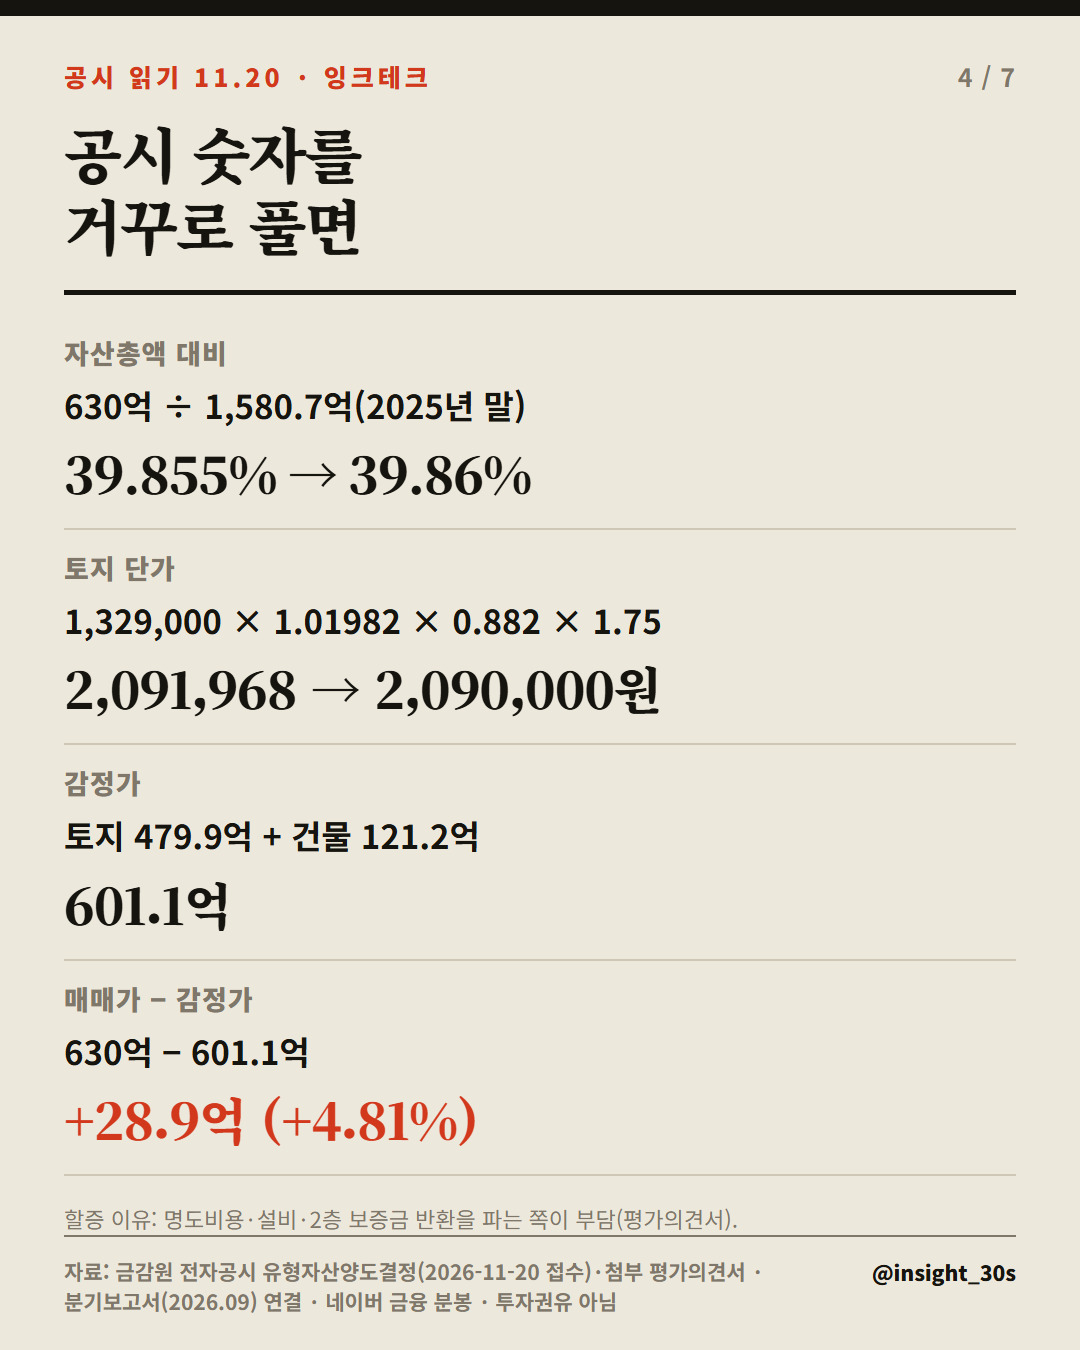 공시 읽기 11.20 · 잉크테크
4 / 7
공시 숫자를
거꾸로 풀면
자산총액 대비
630억 ÷ 1,580.7억(2025년 말)
39.855% → 39.86%
토지 단가
1,329,000 × 1.01982 × 0.882 × 1.75
2,091,968 → 2,090,000원
감정가
토지 479.9억 + 건물 121.2억
601.1억
매매가 − 감정가
630억 − 601.1억
+28.9억 (+4.81%)
할증 이유: 명도비용·설비·2층 보증금 반환을 파는 쪽이 부담(평가의견서).
자료: 금감원 전자공시 유형자산양도결정(2026-11-20 접수)·첨부 평가의견서 ·
분기보고서(2026.09) 연결 · 네이버 금융 분봉 · 투자권유 아님
@insight_30s